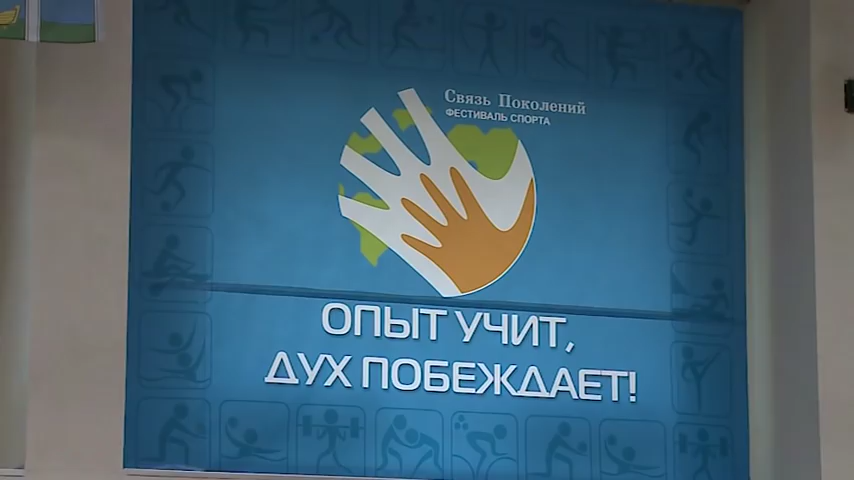 Связь Поколений
ФЕСТИВАЛЬ СПОРТА
ОПЫТ УЧИТ,
ДУХ ПОБЕЖДАЕТ!